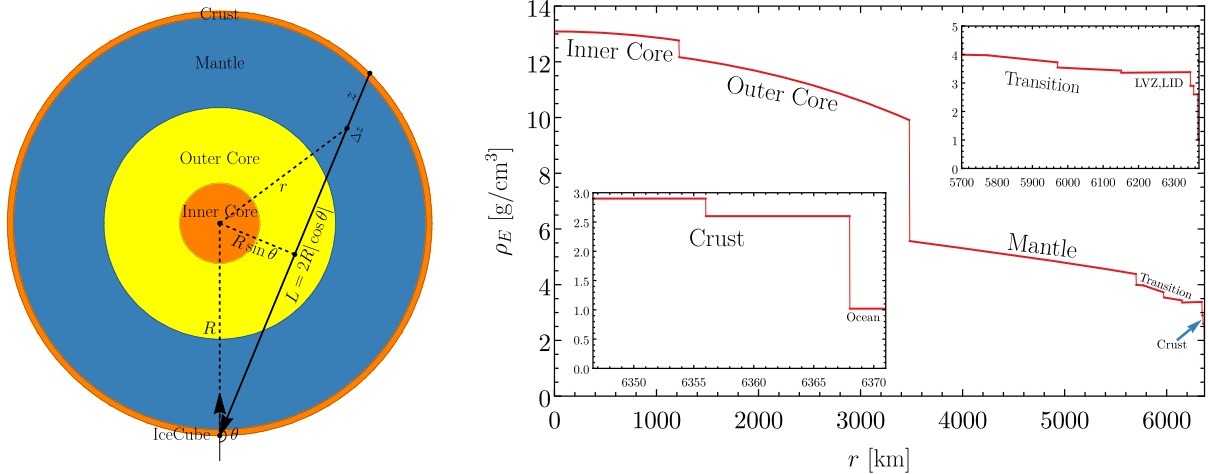 Crust
Mantle
z
Δz
Outer Core
r
Inner Core
R sin θ
L = 2R| cos θ|
R
IceCube
θ
14
12
10
8
6
4
2
0
ρE [g/cm³]
Inner Core
Outer Core
Mantle
Transition
Crust
5
4
3
2
1
0
Transition
LVZ,LID
5700 5800 5900 6000 6100 6200 6300
3.0
2.5
2.0
1.5
1.0
0.5
0.0
Crust
Ocean
6350 6355 6360 6365 6370
0 1000 2000 3000 4000 5000 6000
r [km]